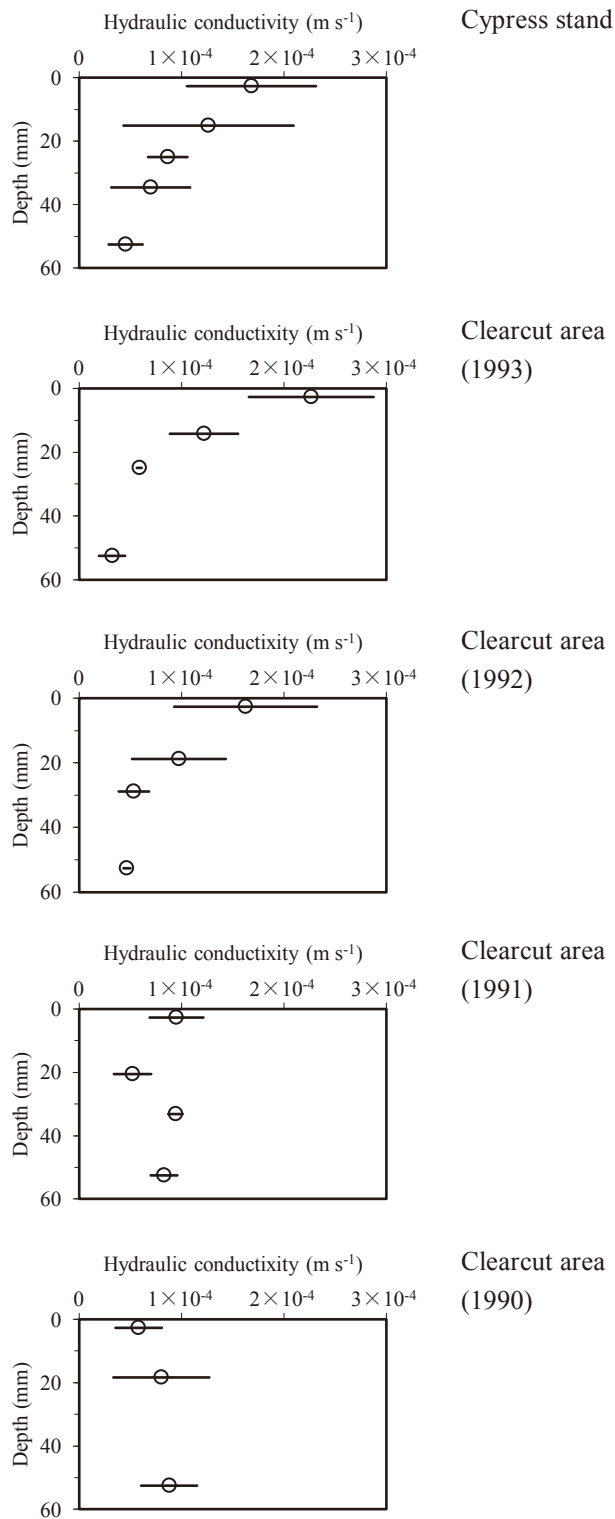 Hydraulic conductivity (m s-1)
Cypress stand
0 1×10-4 2×10-4 3×10-4
0
20
40
60
Depth (mm)
Hydraulic conductixity (m s-1)
Clearcut area
(1993)
0 1×10-4 2×10-4 3×10-4
0
20
40
60
Depth (mm)
Hydraulic conductixity (m s-1)
Clearcut area
(1992)
0 1×10-4 2×10-4 3×10-4
0
20
40
60
Depth (mm)
Hydraulic conductixity (m s-1)
Clearcut area
(1991)
0 1×10-4 2×10-4 3×10-4
0
20
40
60
Depth (mm)
Hydraulic conductixity (m s-1)
Clearcut area
(1990)
0 1×10-4 2×10-4 3×10-4
0
20
40
60
Depth (mm)